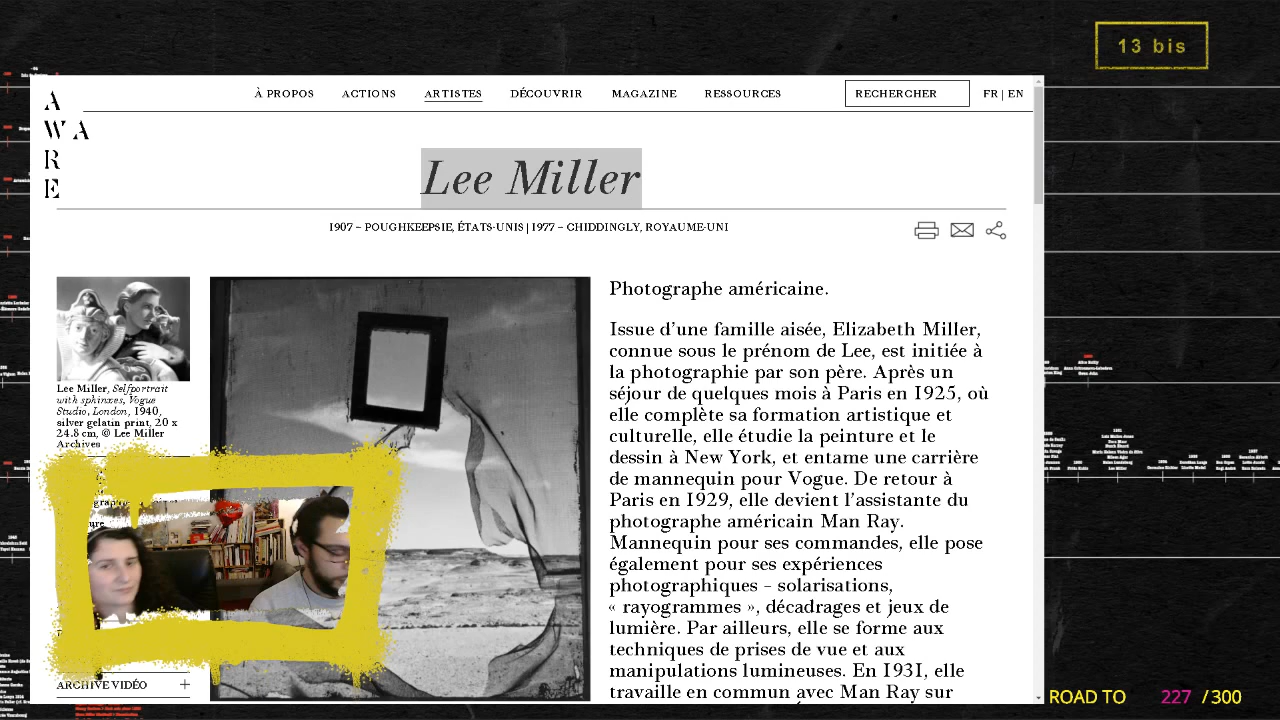 13 bis
A
WA
R
E
À PROPOS
ACTIONS
ARTISTES
DÉCOUVRIR
MAGAZINE
RESSOURCES
RECHERCHER
FR | EN
Lee Miller
1907 – POUGHKEEPSIE, ÉTATS-UNIS | 1977 – CHIDDINGLY, ROYAUME-UNI
Lee Miller, Selfportrait
with sphinxes, Vogue
Studio, London, 1940,
silver gelatin print, 20 x
24.8 cm, © Lee Miller
Archives
ARCHIVE VIDÉO +
Photographe américaine.
Issue d’une famille aisée, Elizabeth Miller,
connue sous le prénom de Lee, est initiée à
la photographie par son père. Après un
séjour de quelques mois à Paris en 1925, où
elle complète sa formation artistique et
culturelle, elle étudie la peinture et le
dessin à New York, et entame une carrière
de mannequin pour Vogue. De retour à
Paris en 1929, elle devient l’assistante du
photographe américain Man Ray.
Mannequin pour ses commandes, elle pose
également pour ses expériences
photographiques – solarisations,
« rayogrammes », décadrages et jeux de
lumière. Par ailleurs, elle se forme aux
techniques de prises de vue et aux
manipulations lumineuses. En 1931, elle
travaille en commun avec Man Ray sur
ROAD TO 227 / 300